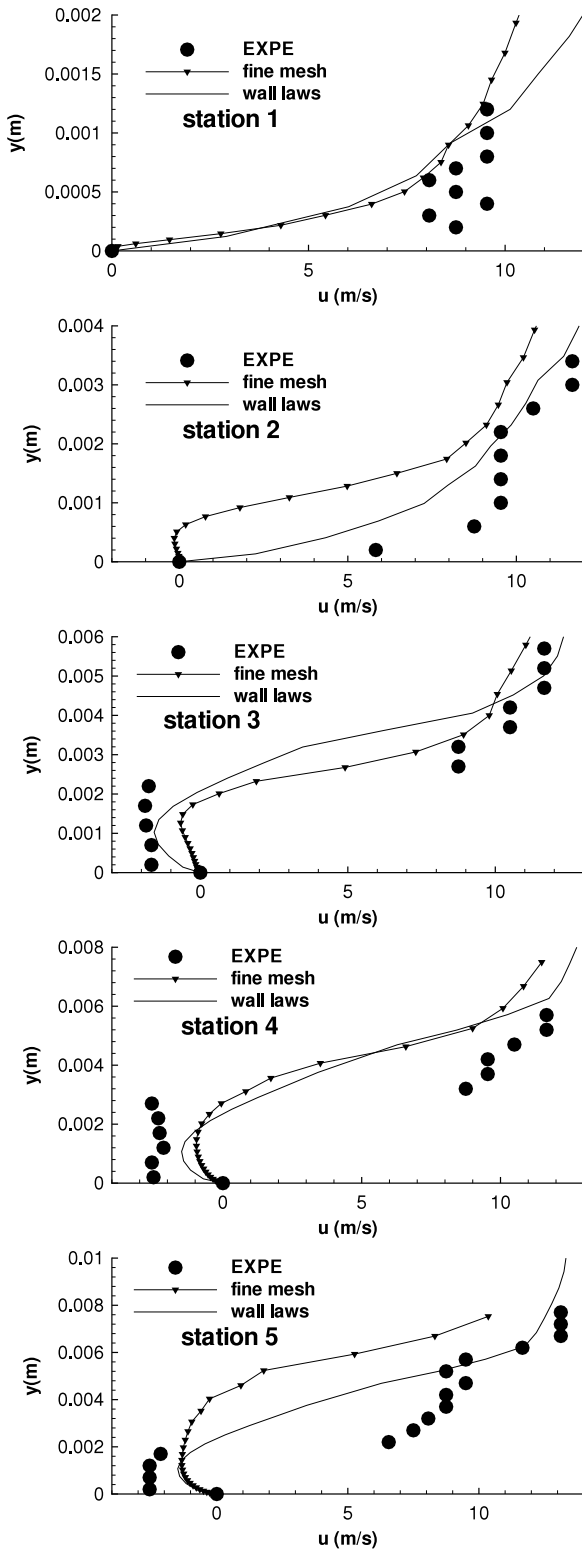 0.002
EXPE
fine mesh
wall laws
station 1
0.0015
0.001
0.0005
0
y(m)
0 5 10
u (m/s)
0.004
EXPE
fine mesh
wall laws
station 2
0.003
0.002
0.001
0
y(m)
0 5 10
u (m/s)
0.006
EXPE
fine mesh
wall laws
station 3
0.005
0.004
0.003
0.002
0.001
0
y(m)
0 5 10
u (m/s)
0.008
EXPE
fine mesh
wall laws
station 4
0.006
0.004
0.002
0
y(m)
0 5 10
u (m/s)
0.01
EXPE
fine mesh
wall laws
station 5
0.008
0.006
0.004
0.002
0
y(m)
0 5 10
u (m/s)